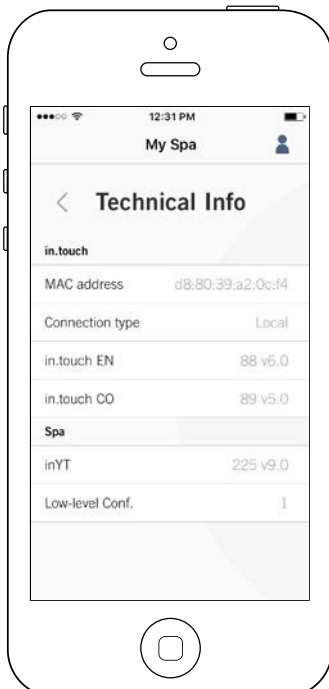 12:31 PM
My Spa
Technical Info
in.touch
MAC address d8:80:39:a2:0c:f4
Connection type Local
in.touch EN 88 v6.0
in.touch CO 89 v5.0
Spa
inYT 225 v9.0
Low-level Conf. 1